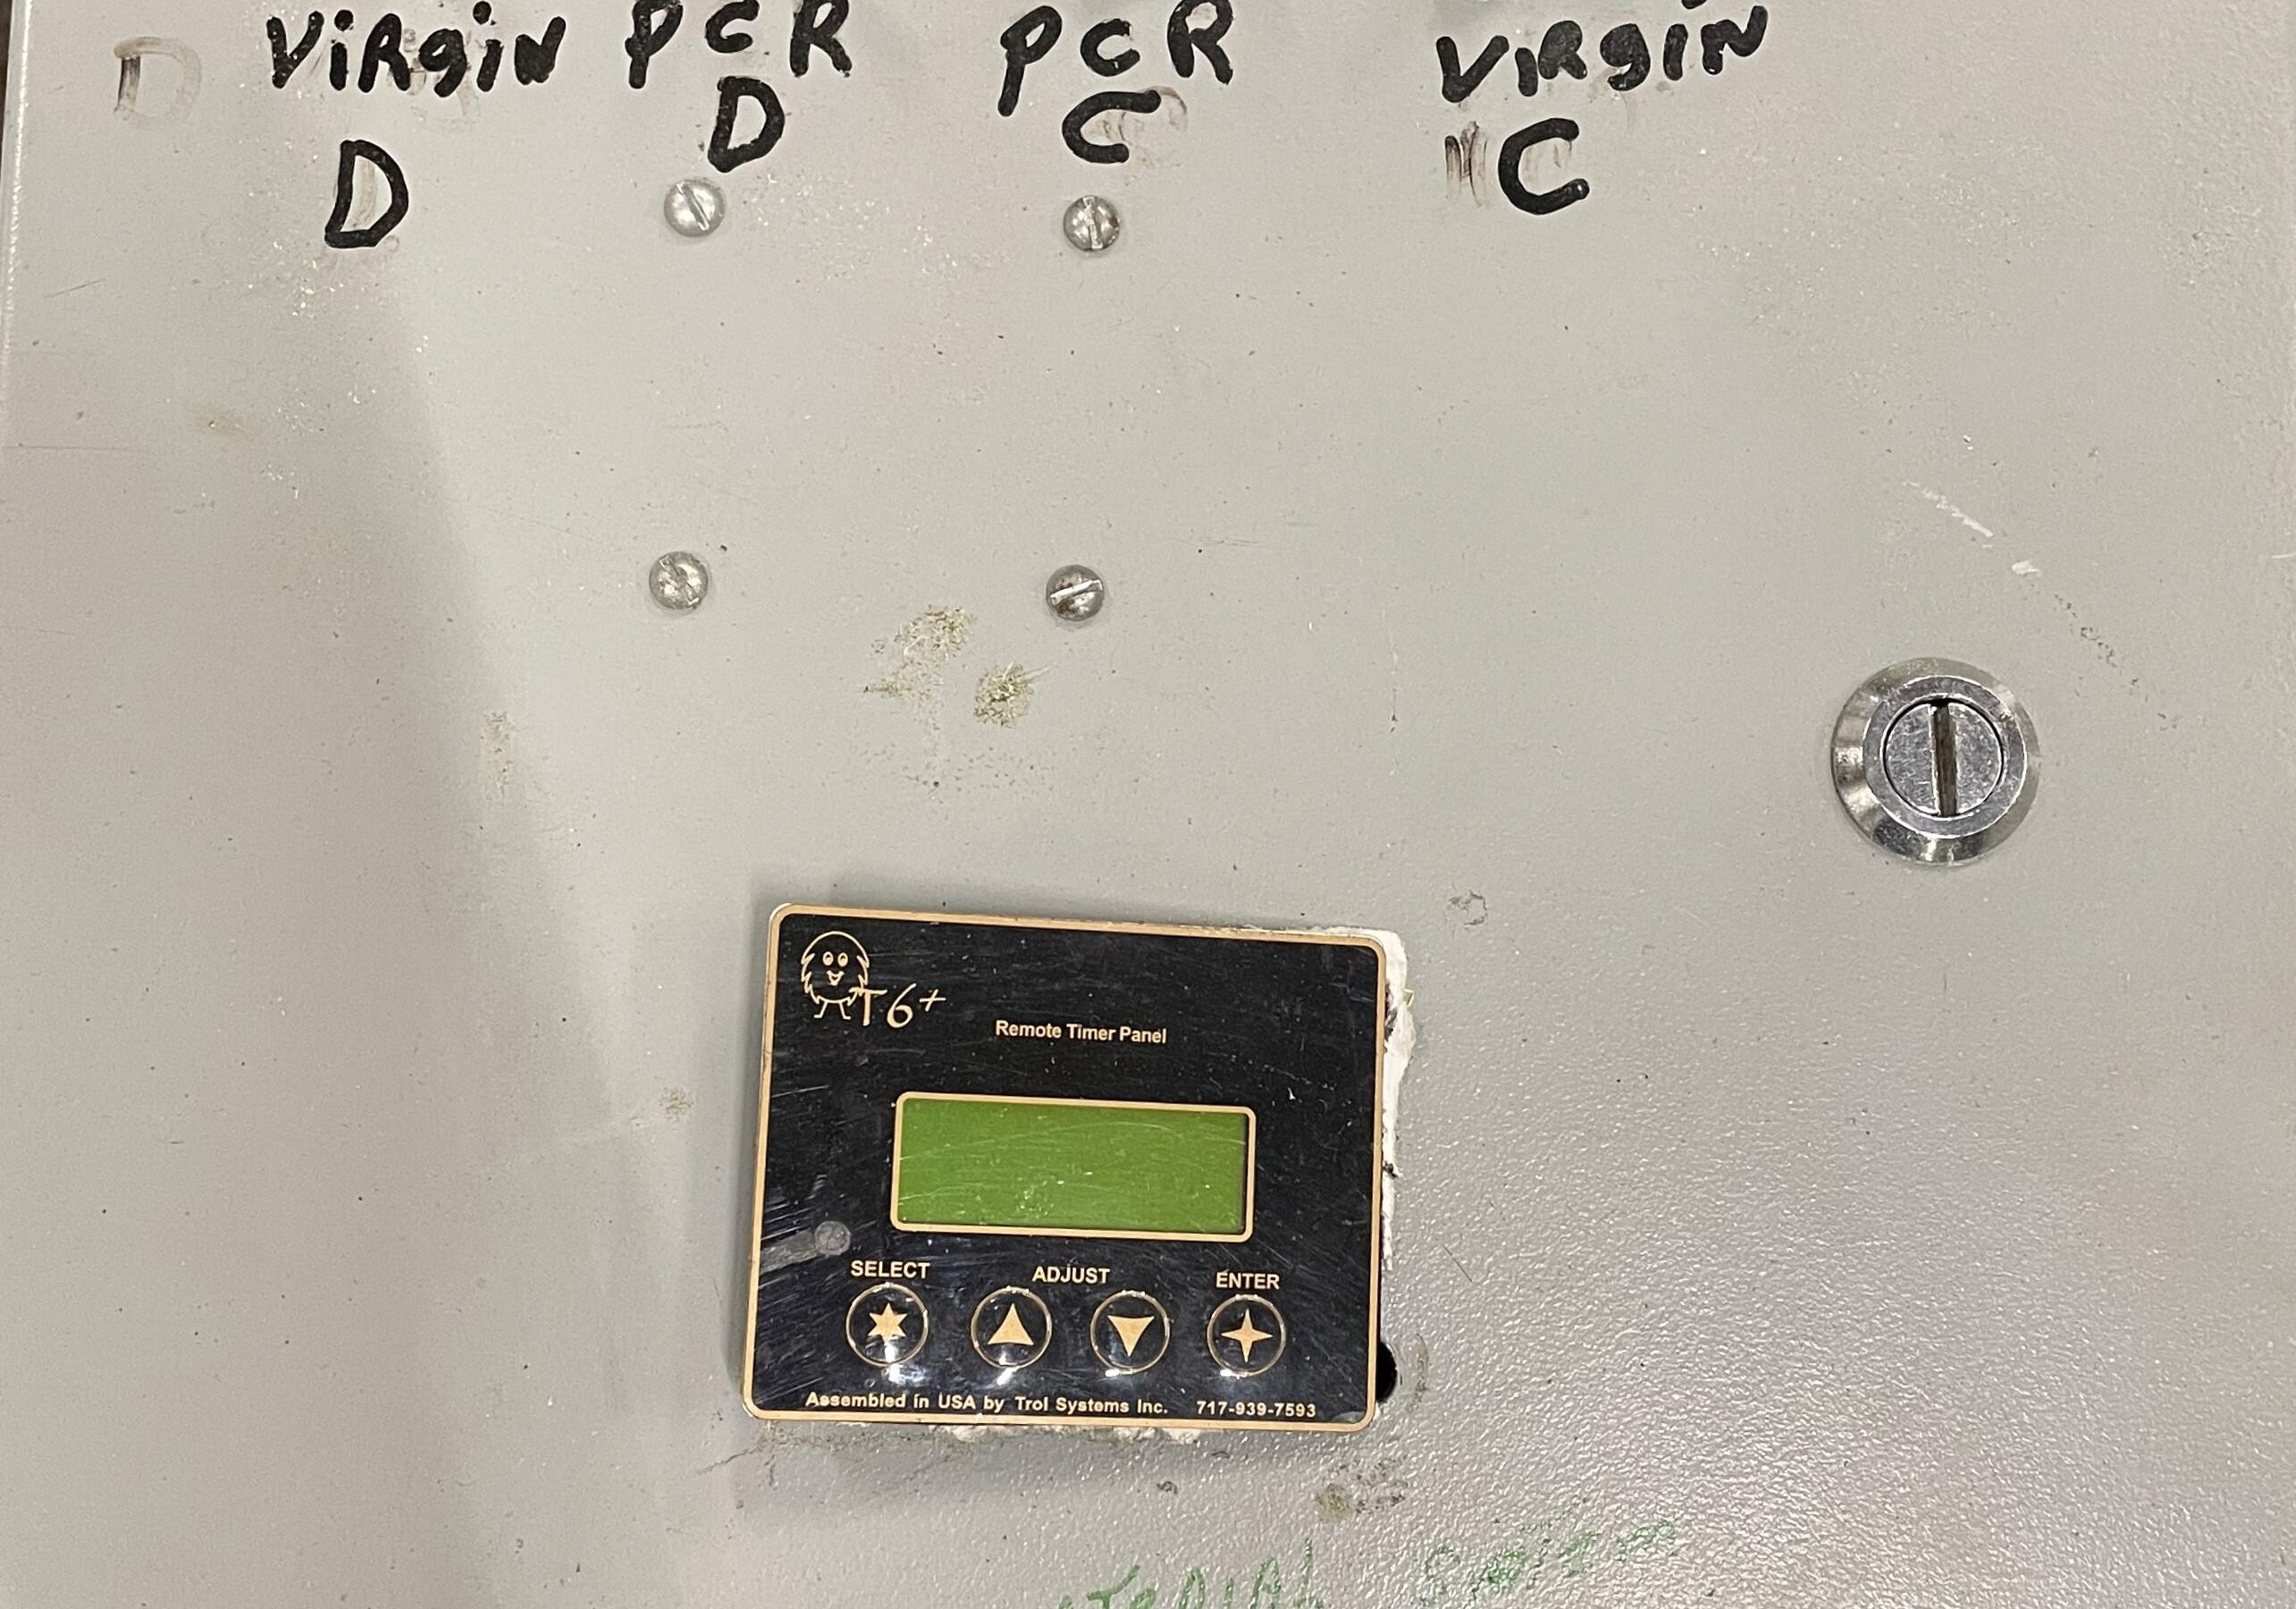 D
VIRgiN PCR PCR VIRgiN
D D C C
T6+
Remote Timer Panel
SELECT ADJUST ENTER
Assembled in USA by Trol Systems Inc. 717-939-7593